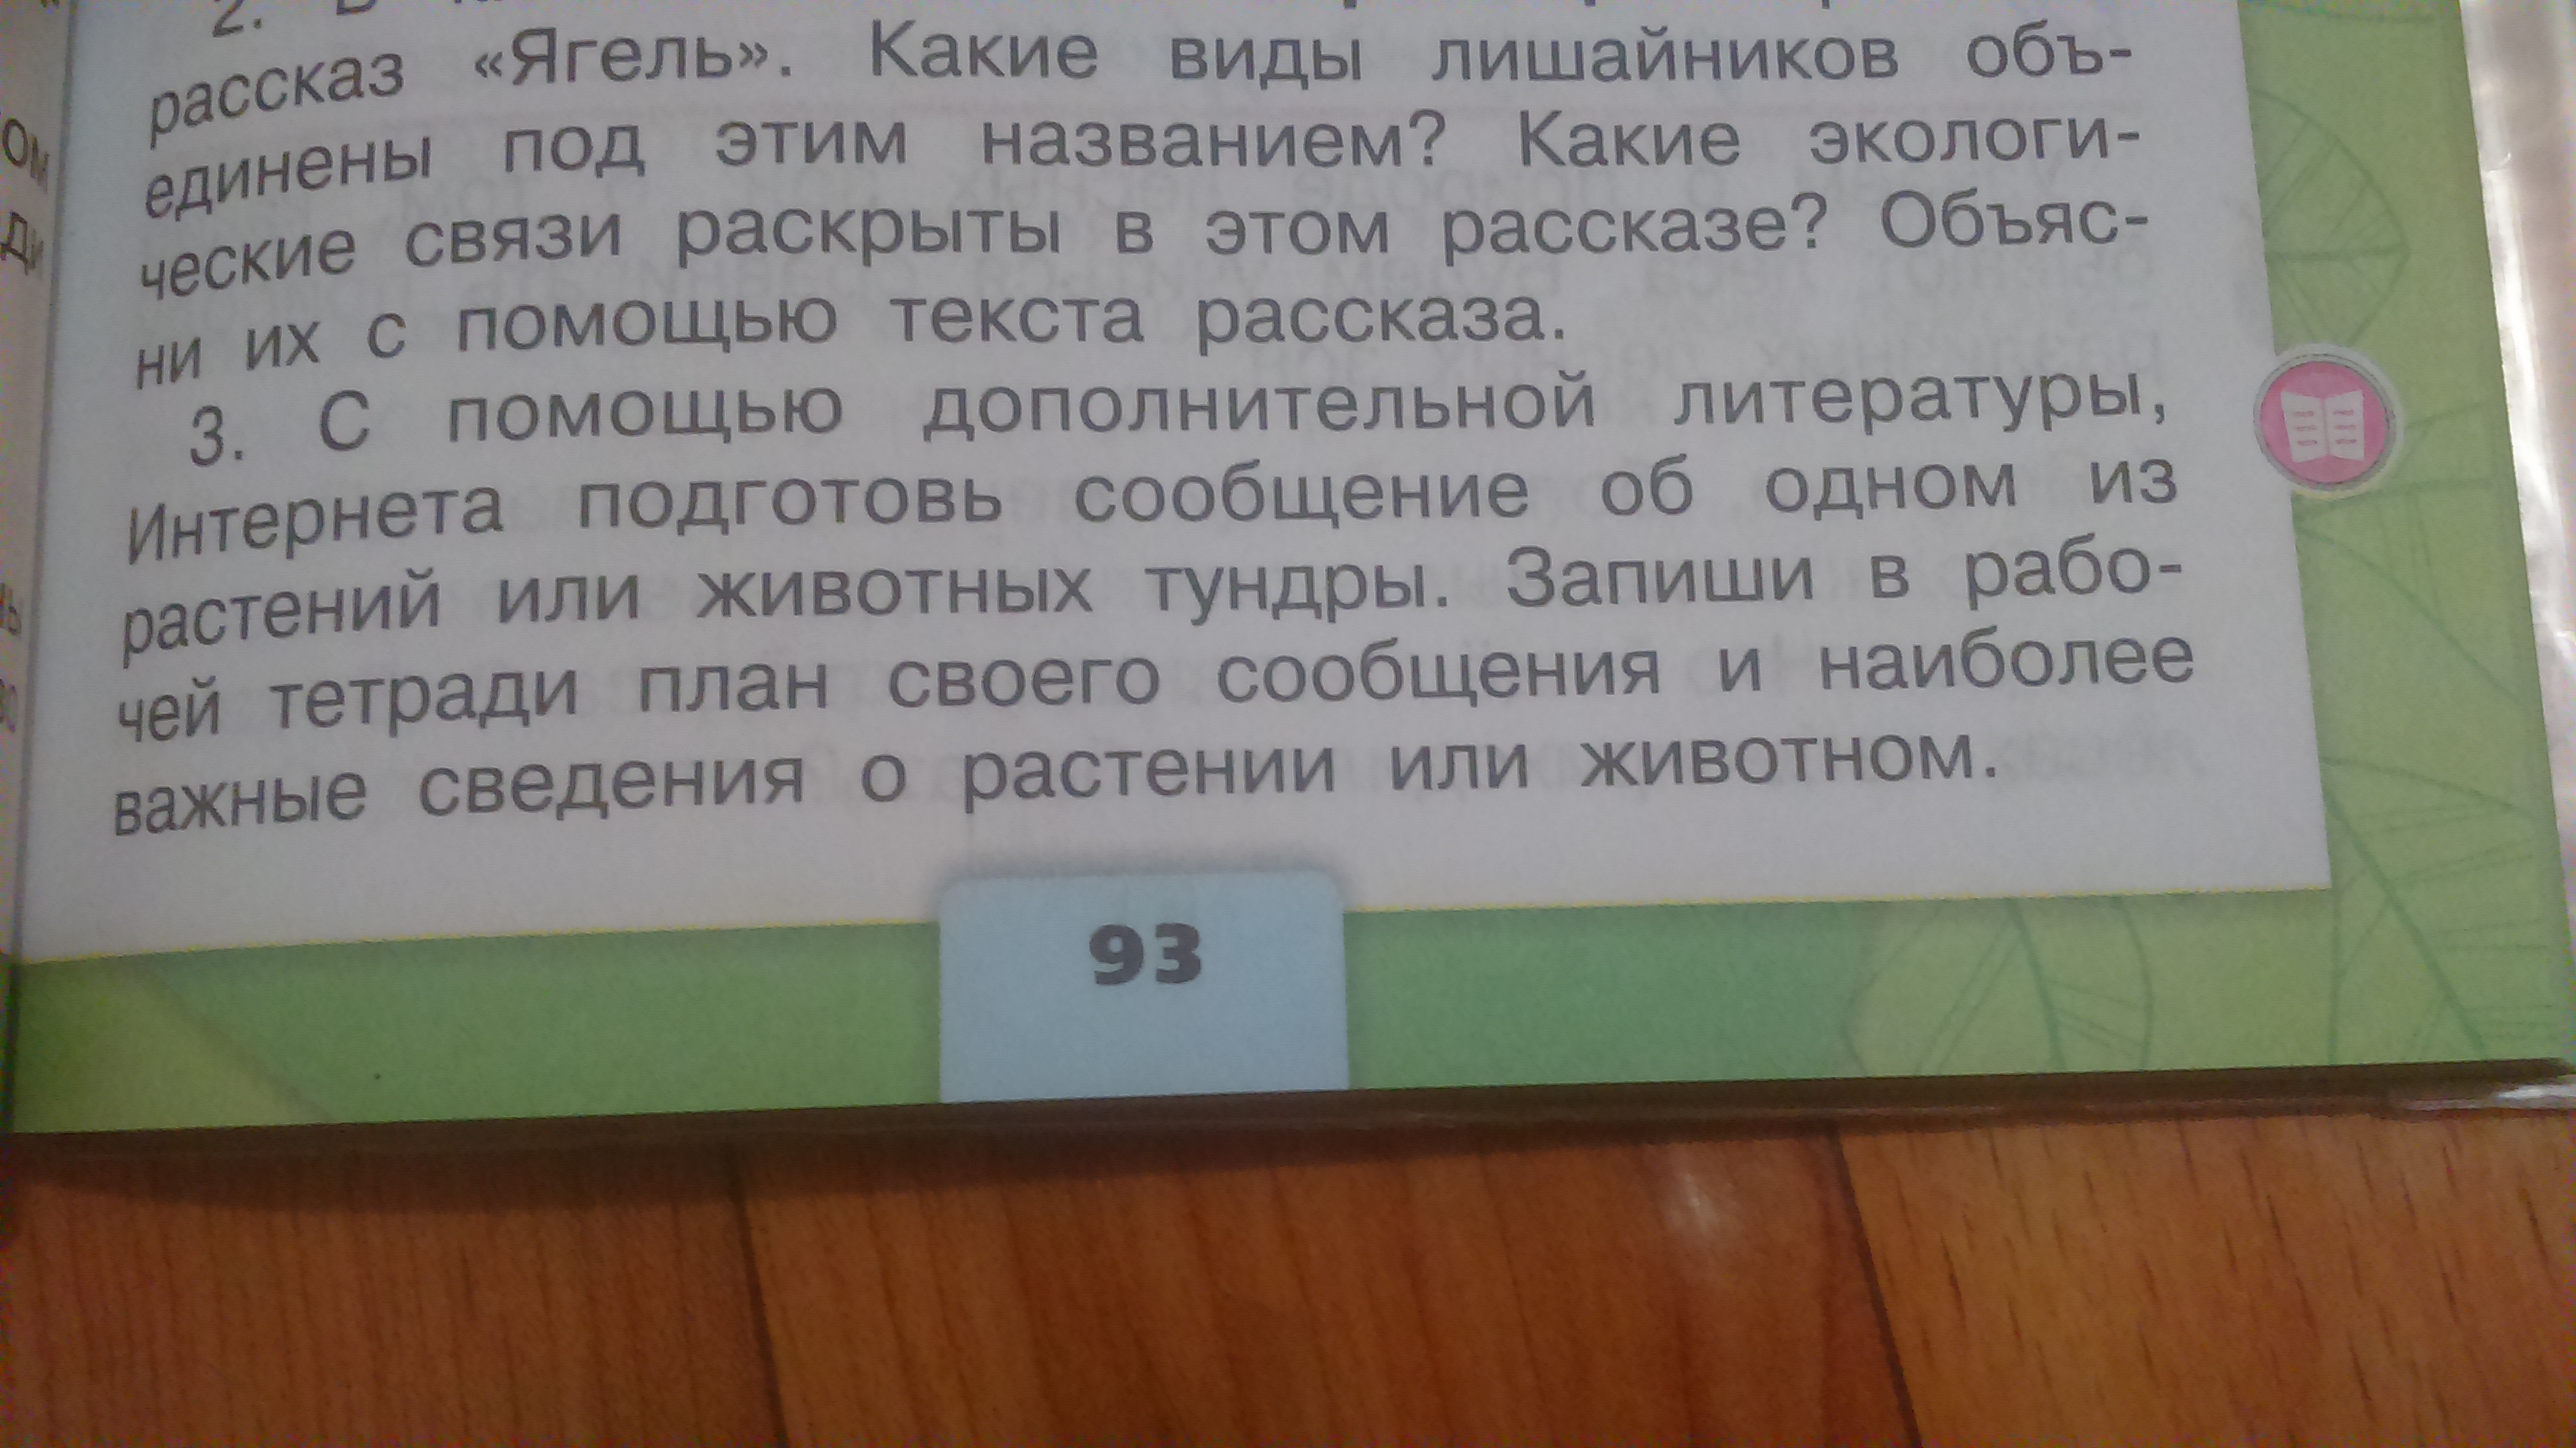 2. В
рассказ «Ягель». Какие виды лишайников объ-
единены под этим названием? Какие экологи-
ческие связи раскрыты в этом рассказе? Объяс-
ни их с помощью текста рассказа.
3. С помощью дополнительной литературы,
Интернета подготовь сообщение об одном из
растений или животных тундры. Запиши в рабо-
чей тетради план своего сообщения и наиболее
важные сведения о растении или животном.
93